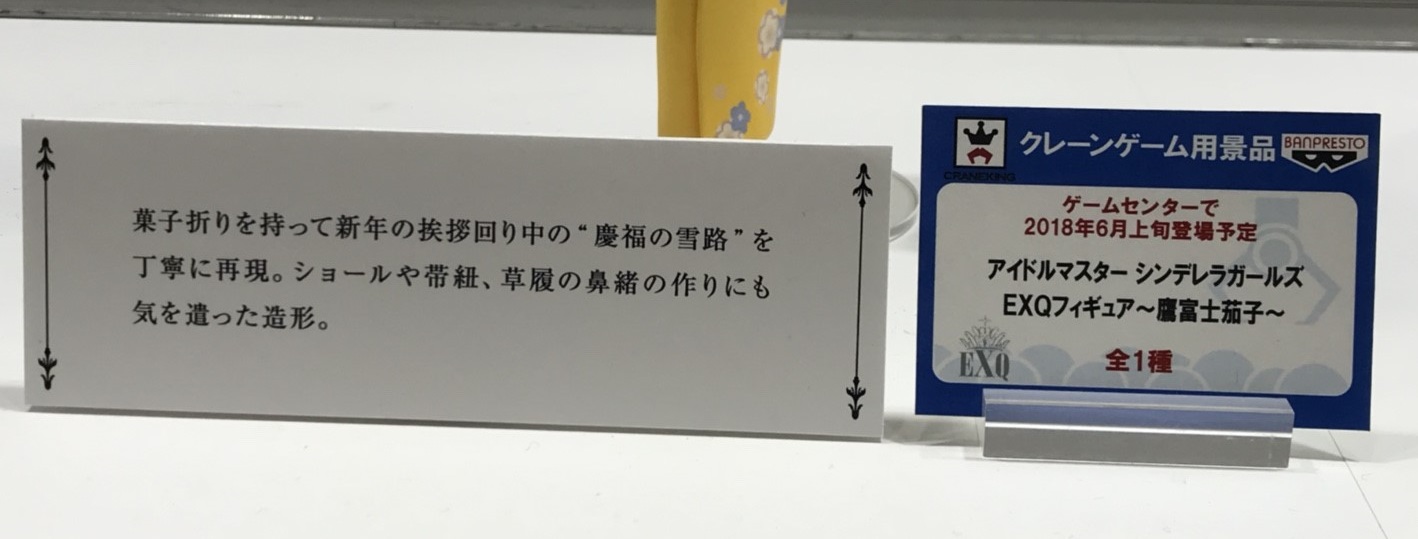 菓子折りを持って新年の挨拶回り中の“慶福の雪路”を
丁寧に再現。ショールや帯紐、草履の鼻緒の作りにも
気を遣った造形。
CRANEKING
クレーンゲーム用景品
BANPRESTO
ゲームセンターで
2018年6月上旬登場予定
アイドルマスター シンデレラガールズ
EXQフィギュア～鷹富士茄子～
EXQ
全1種